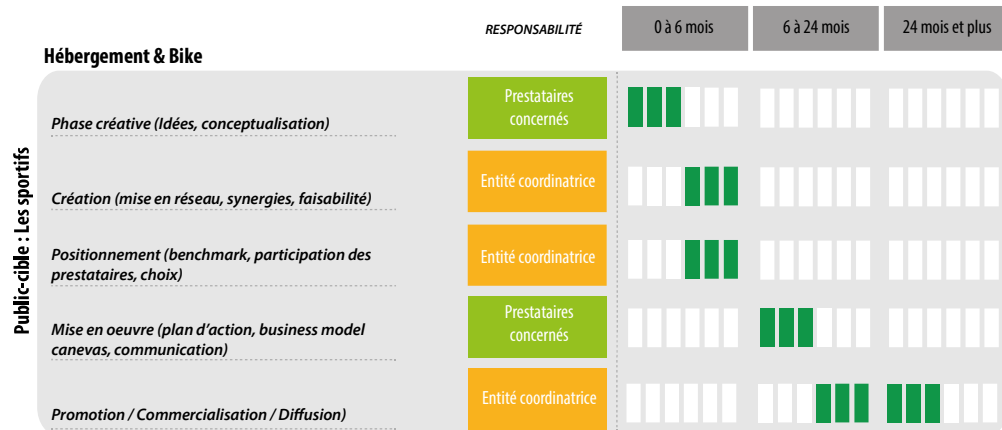 RESPONSABILITÉ
0 à 6 mois
6 à 24 mois
24 mois et plus
Hébergement & Bike
Public-cible : Les sportifs
Phase créative (Idées, conceptualisation)
Prestataires
concernés
Création (mise en réseau, synergies, faisabilité)
Entité coordinatrice
Positionnement (benchmark, participation des
prestataires, choix)
Entité coordinatrice
Mise en oeuvre (plan d'action, business model
canevas, communication)
Prestataires
concernés
Promotion / Commercialisation / Diffusion)
Entité coordinatrice